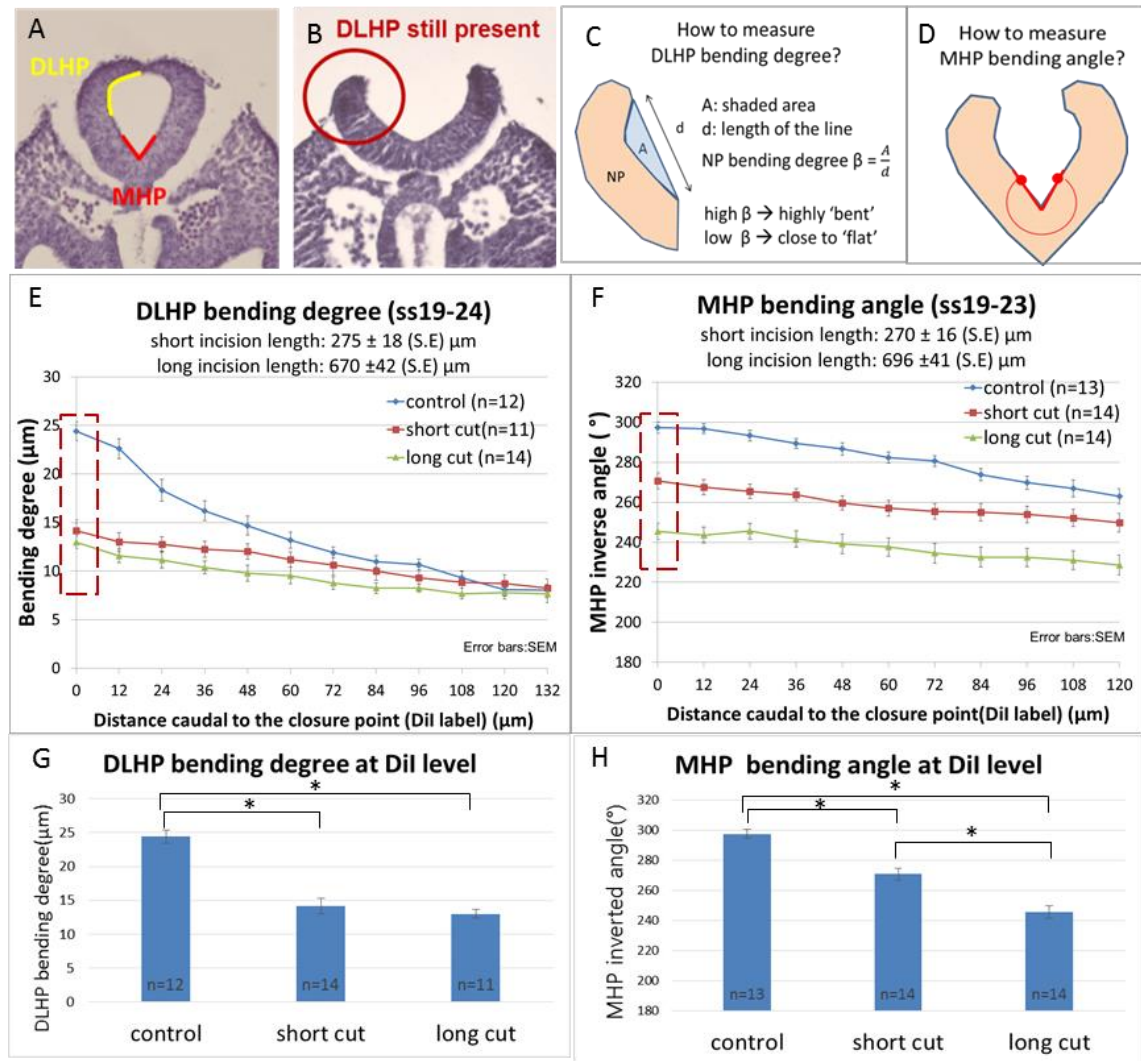 A
DLHP
MHP
B
DLHP still present
C
How to measure
DLHP bending degree?
A: shaded area
d: length of the line
NP bending degree β = A/d
high β → highly 'bent'
low β → close to 'flat'
d
A
NP
D
How to measure
MHP bending angle?
E
DLHP bending degree (ss19-24)
short incision length: 275 ± 18 (S.E) µm
long incision length: 670 ±42 (S.E) µm
30
25
20
15
10
5
0
Bending degree (µm)
control (n=12)
short cut(n=11)
long cut (n=14)
Error bars:SEM
0 12 24 36 48 60 72 84 96 108 120 132
Distance caudal to the closure point(DiI label) (µm)
F
MHP bending angle (ss19-23)
short incision length: 270 ± 16 (S.E) µm
long incision length: 696 ±41 (S.E) µm
320
300
280
260
240
220
200
180
MHP inverse angle ( °)
control (n=13)
short cut (n=14)
long cut (n=14)
Error bars:SEM
0 12 24 36 48 60 72 84 96 108 120
Distance caudal to the closure point(DiI label) (µm)
G
DLHP bending degree at DiI level
30
25
20
15
10
5
0
DLHP bending degree(µm)
* *
n=12 n=14 n=11
control short cut long cut
H
MHP bending angle at DiI level
320
300
280
260
240
220
200
180
MHP inverted angle(°)
* * *
n=13 n=14 n=14
control short cut long cut